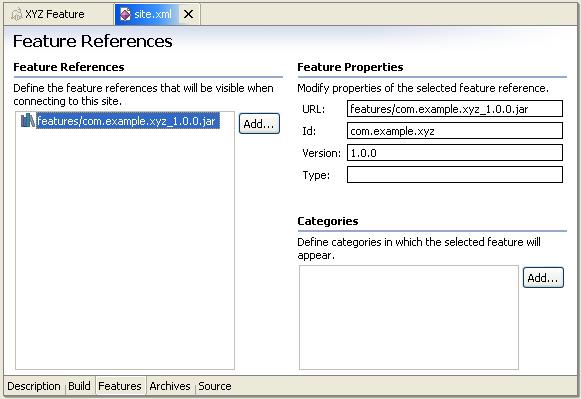 XYZ Feature
site.xml
Feature References
Feature References
Define the feature references that will be visible when
connecting to this site.
features/com.example.xyz_1.0.0.jar
Add...
Feature Properties
Modify properties of the selected feature reference.
URL: features/com.example.xyz_1.0.0.jar
Id: com.example.xyz
Version: 1.0.0
Type:
Categories
Define categories in which the selected feature will
appear.
Add...
Description Build Features Archives Source